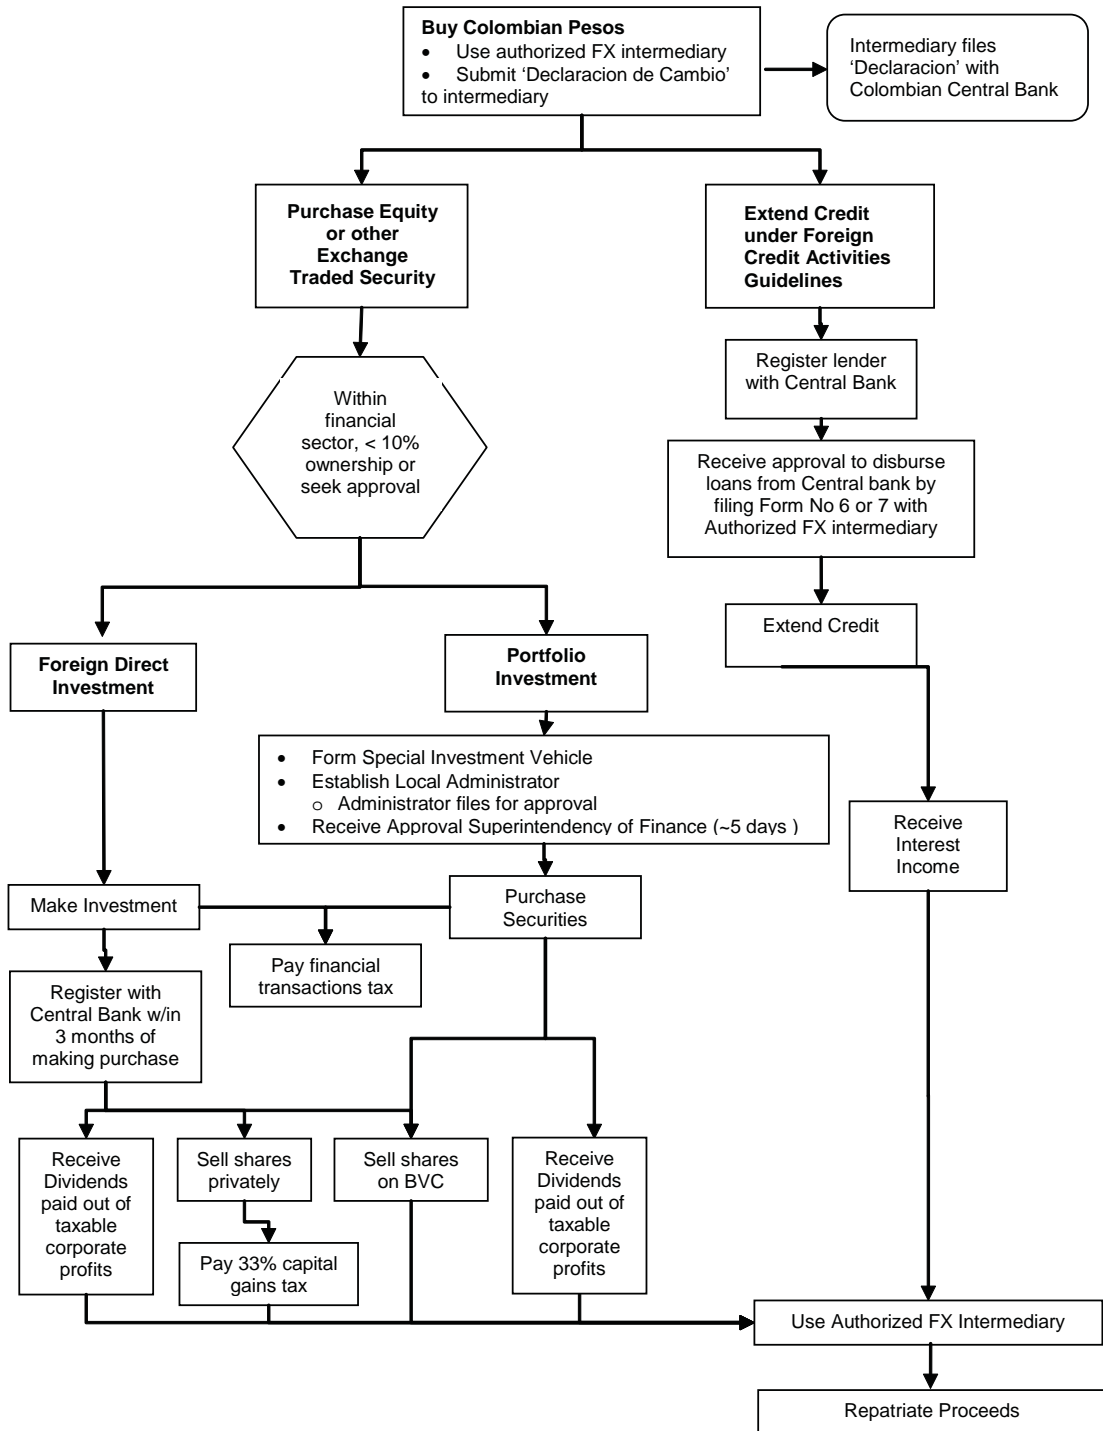 Buy Colombian Pesos
• Use authorized FX intermediary
• Submit ‘Declaracion de Cambio’
to intermediary
Intermediary files
‘Declaracion’ with
Colombian Central Bank
Purchase Equity
or other
Exchange
Traded Security
Extend Credit
under Foreign
Credit Activities
Guidelines
Within
financial
sector, < 10%
ownership or
seek approval
Register lender
with Central Bank
Receive approval to disburse
loans from Central bank by
filing Form No 6 or 7 with
Authorized FX intermediary
Extend Credit
Foreign Direct
Investment
Portfolio
Investment
• Form Special Investment Vehicle
• Establish Local Administrator
o Administrator files for approval
• Receive Approval Superintendency of Finance (~5 days )
Receive
Interest
Income
Make Investment
Purchase
Securities
Pay financial
transactions tax
Register with
Central Bank w/in
3 months of
making purchase
Receive
Dividends
paid out of
taxable
corporate
profits
Sell shares
privately
Sell shares
on BVC
Receive
Dividends
paid out of
taxable
corporate
profits
Pay 33% capital
gains tax
Use Authorized FX Intermediary
Repatriate Proceeds